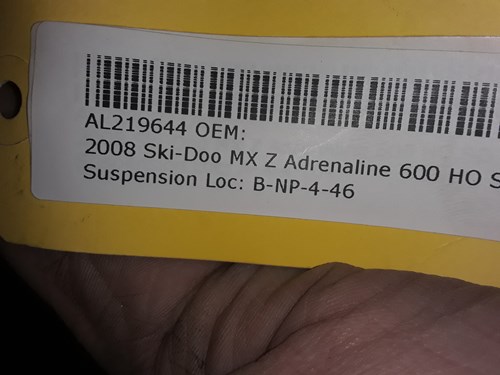 AL219644 OEM:
2008 Ski-Doo MX Z Adrenaline 600 HO S
Suspension Loc: B-NP-4-46